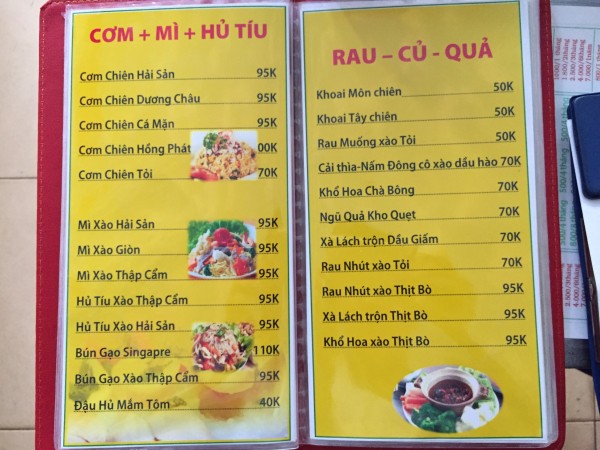 CƠM + MÌ + HỦ TÍU
Cơm Chiên Hải Sản 95K
Cơm Chiên Dương Châu 95K
Cơm Chiên Cá Mặn 95K
Cơm Chiên Hồng Phát 00K
Cơm Chiên Tỏi 70K
Mì Xào Hải Sản 95K
Mì Xào Giòn 95K
Mì Xào Thập Cẩm 95K
Hủ Tíu Xào Thập Cẩm 95K
Hủ Tíu Xào Hải Sản 95K
Bún Gạo Singapre 110K
Bún Gạo Xào Thập Cẩm 95K
Đậu Hủ Mắm Tôm 40K
RAU – CỦ - QUẢ
Khoai Môn chiên 50K
Khoai Tây chiên 50K
Rau Muống xào Tỏi 50K
Cải thìa-Nấm Đông cô xào dầu hào 70K
Khổ Hoa Chà Bông 70K
Ngũ Quả Kho Quẹt 70K
Xà Lách trộn Dầu Giấm 70K
Rau Nhút xào Tỏi 70K
Rau Nhút xào Thịt Bò 95K
Xà Lách trộn Thịt Bò 95K
Khổ Hoa xào Thịt Bò 95K